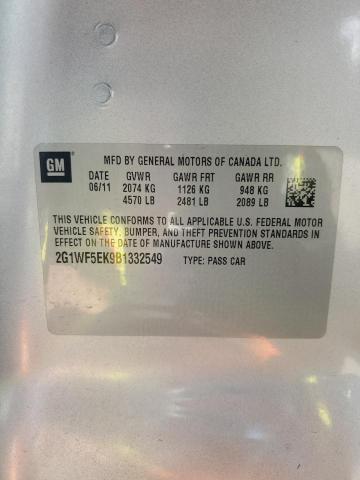 GM
MFD BY GENERAL MOTORS OF CANADA LTD.
DATE GVWR GAWR FRT GAWR RR
06/11 2074 KG 1126 KG 948 KG
4570 LB 2481 LB 2089 LB
THIS VEHICLE CONFORMS TO ALL APPLICABLE U.S. FEDERAL MOTOR
VEHICLE SAFETY, BUMPER, AND THEFT PREVENTION STANDARDS IN
EFFECT ON THE DATE OF MANUFACTURE SHOWN ABOVE.
2G1WF5EK9B1332549 TYPE: PASS CAR